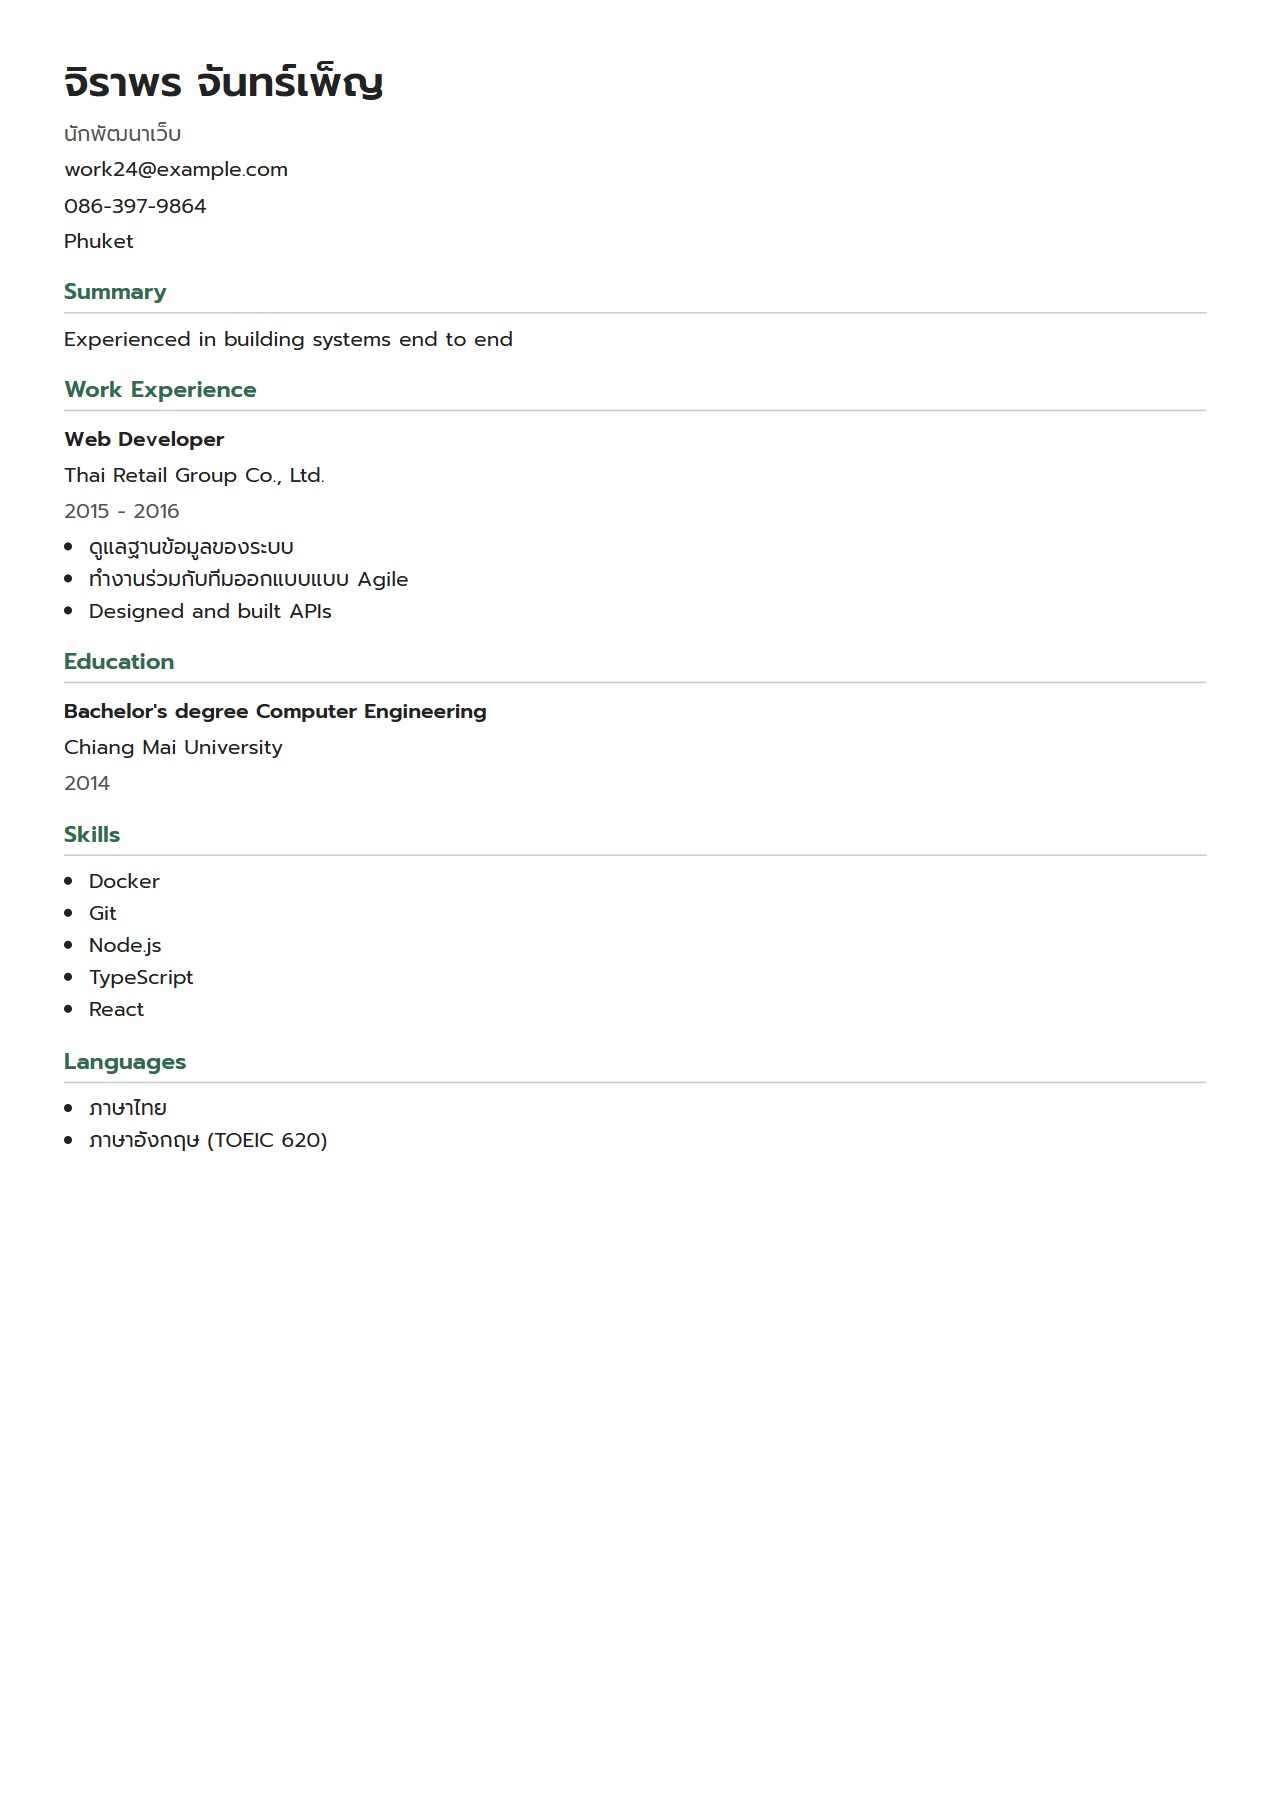 จิราพร จันทร์เพ็ญ
นักพัฒนาเว็บ
work24@example.com
086-397-9864
Phuket
Summary
Experienced in building systems end to end
Work Experience
Web Developer
Thai Retail Group Co., Ltd.
2015 - 2016
ดูแลฐานข้อมูลของระบบ
ทำงานร่วมกับทีมออกแบบแบบ Agile
Designed and built APIs
Education
Bachelor's degree Computer Engineering
Chiang Mai University
2014
Skills
Docker
Git
Node.js
TypeScript
React
Languages
ภาษาไทย
ภาษาอังกฤษ (TOEIC 620)